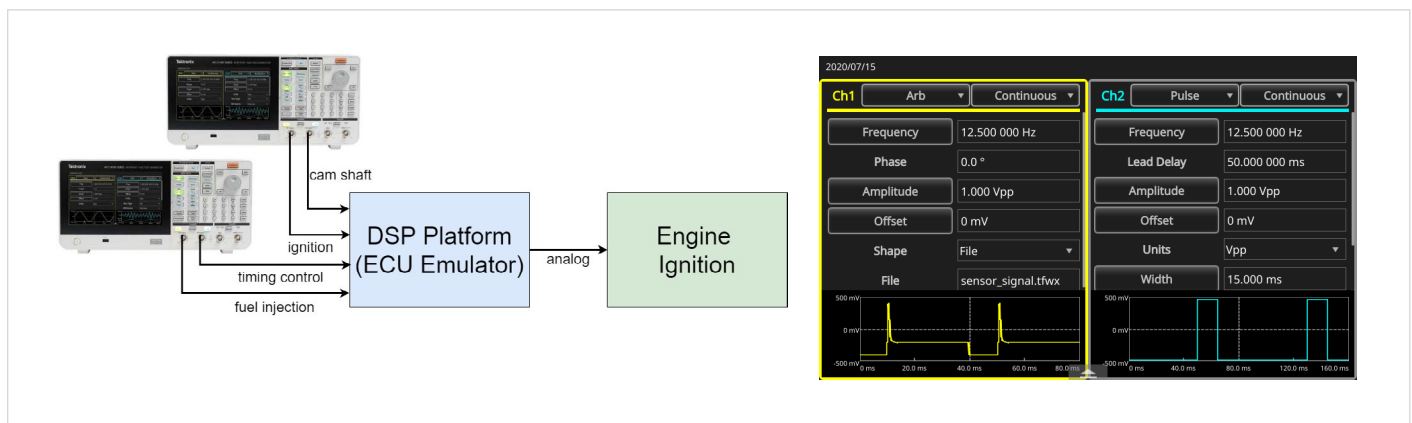 Tektronix
Tektronix
cam shaft
ignition
timing control
fuel injection
DSP Platform
(ECU Emulator)
analog
Engine
Ignition
2020/07/15
Ch1 Arb Continuous
Frequency 12.500 000 Hz
Phase 0.0 °
Amplitude 1.000 Vpp
Offset 0 mV
Shape File
File sensor_signal.tfwx
500 mV
0 mV
-500 mV
0 ms 20.0 ms 40.0 ms 60.0 ms 80.0 ms
Ch2 Pulse Continuous
Frequency 12.500 000 Hz
Lead Delay 50.000 000 ms
Amplitude 1.000 Vpp
Offset 0 mV
Units Vpp
Width 15.000 ms
500 mV
0 mV
-500 mV
0 ms 40.0 ms 80.0 ms 120.0 ms 160.0 ms